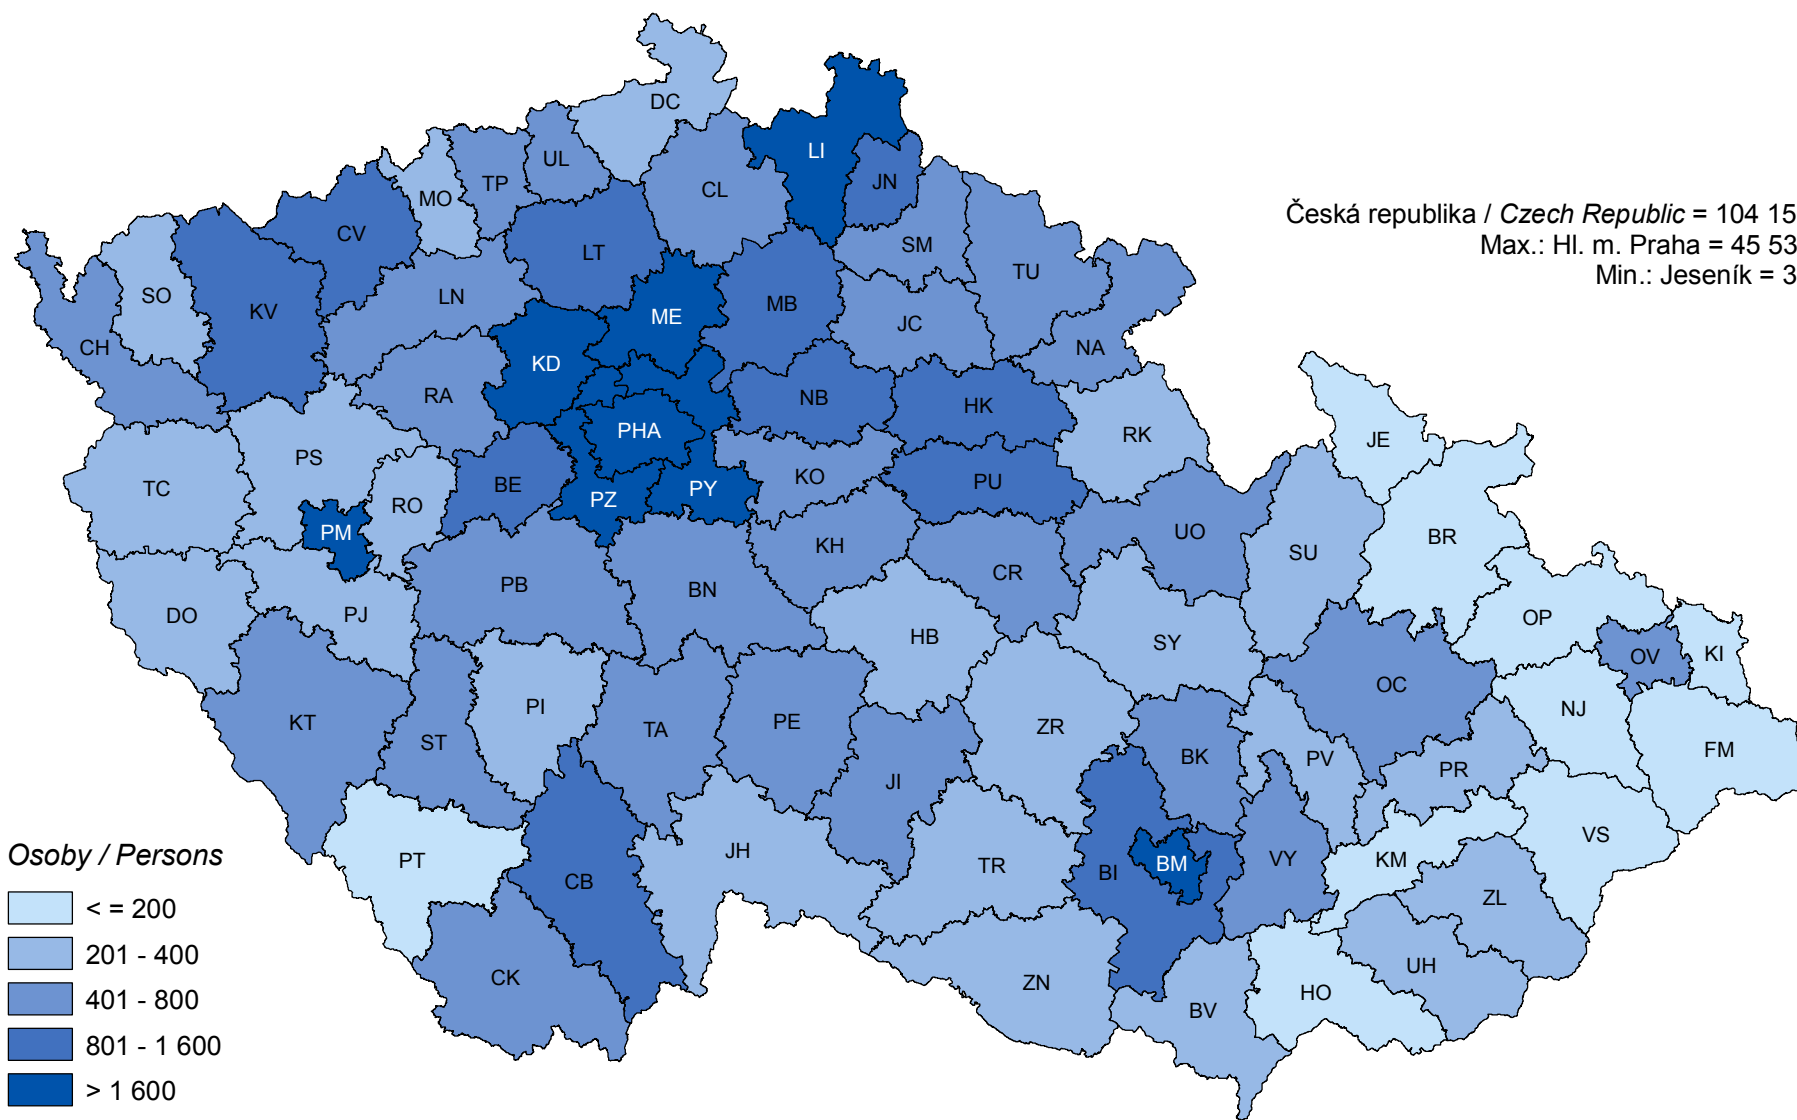 DC
LI
UL
TP
CL
JN
MO
CV
Česká republika / Czech Republic = 104 15
SM
LT
Max.: Hl. m. Praha = 45 53
TU
Min.: Jeseník = 3
SO
LN
MB
KV
ME
JC
CH
NA
KD
RA
NB
HK
PHA
RK
JE
PS
KO
TC
BE
PU
PY
PZ
RO
PM
UO
BR
KH
SU
CR
PB
BN
DO
PJ
OP
HB
SY
KI
OV
OC
PI
NJ
KT
TA
PE
ZR
ST
FM
BK
PV
PR
JI
VS
Osoby / Persons
JH
PT
KM
TR
BM
VY
CB
BI
ZL
< = 200
201 - 400
UH
CK
ZN
HO
401 - 800
BV
801 - 1 600
> 1 600